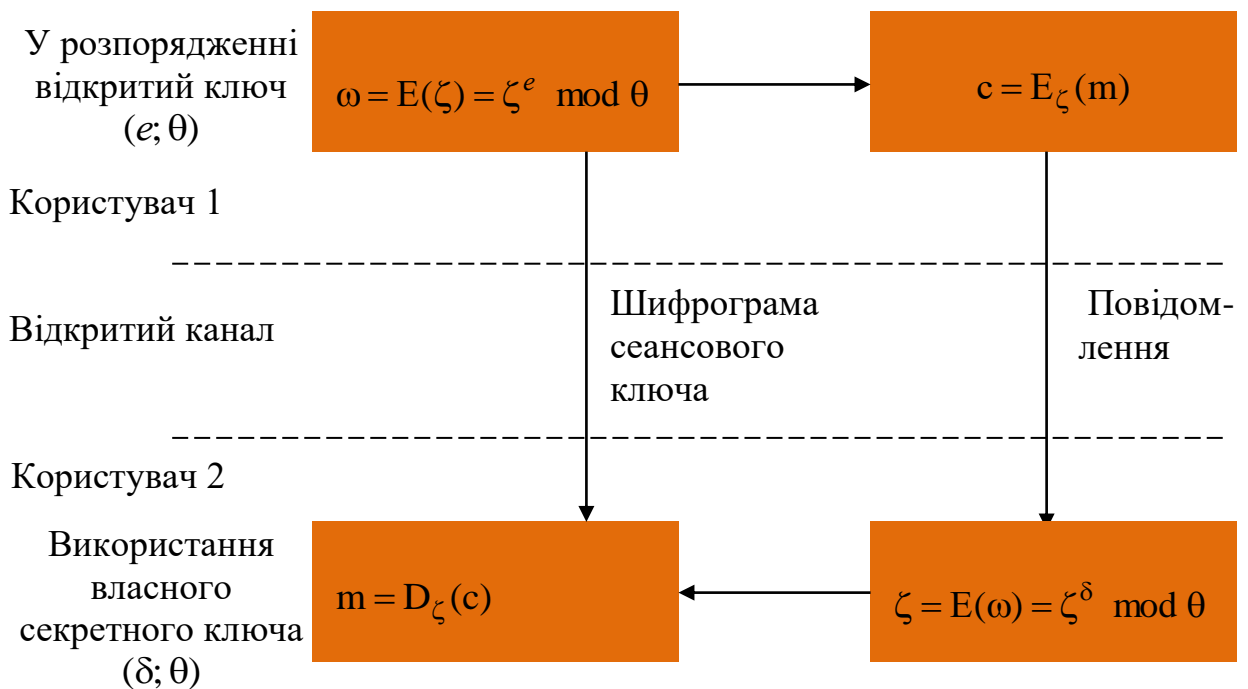 У розпорядженні
відкритий ключ
(e; θ)
ω = E(ζ) = ζ^e mod θ
c = E_ζ(m)
Користувач 1
Відкритий канал
Шифрограма
сеансового
ключа
Повідом-
лення
Користувач 2
Використання
власного
секретного ключа
(δ; θ)
m = D_ζ(c)
ζ = E(ω) = ζ^δ mod θ